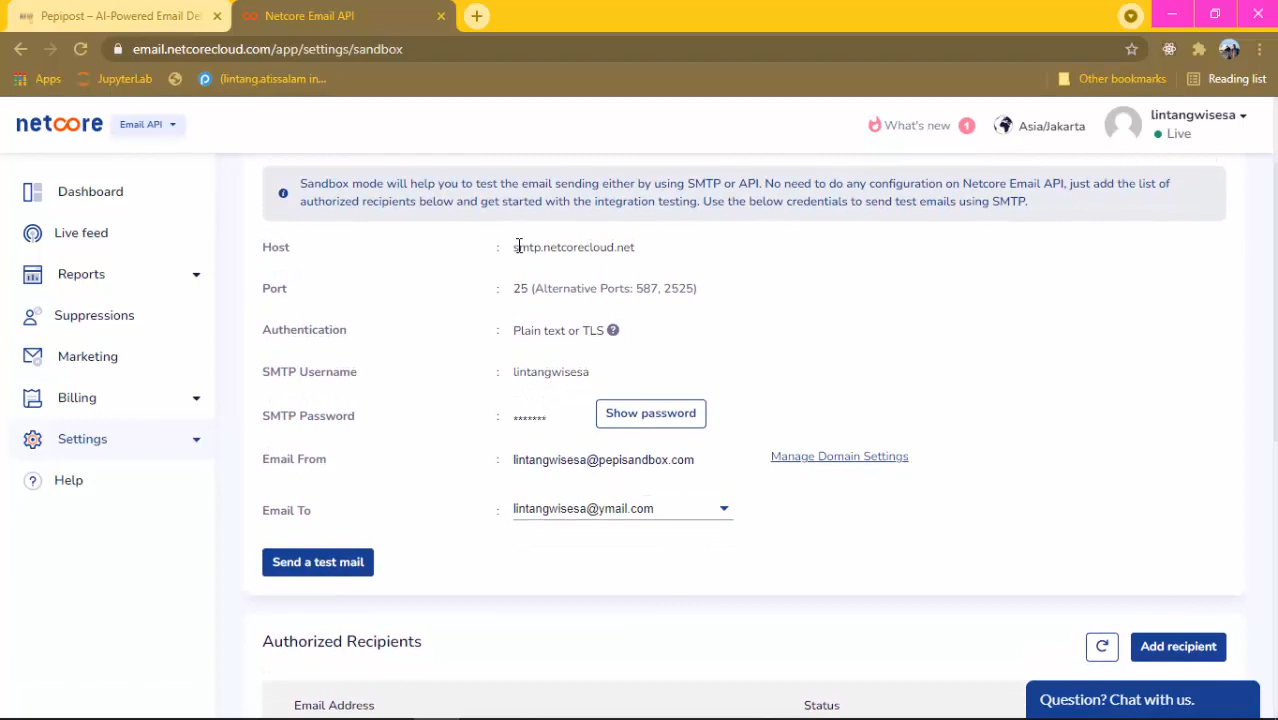 Pepipost – AI-Powered Email De
Netcore Email API
email.netcorecloud.com/app/settings/sandbox
Apps
JupyterLab
(lintang.atissalam in...
Other bookmarks
Reading list
netcore
Email API
What's new
1
Asia/Jakarta
lintangwisesa
Live
Dashboard
Live feed
Reports
Suppressions
Marketing
Billing
Settings
Help
Sandbox mode will help you to test the email sending either by using SMTP or API. No need to do any configuration on Netcore Email API, just add the list of
authorized recipients below and get started with the integration testing. Use the below credentials to send test emails using SMTP.
Host : smtp.netcorecloud.net
Port : 25 (Alternative Ports: 587, 2525)
Authentication : Plain text or TLS ?
SMTP Username : lintangwisesa
SMTP Password : ******* Show password
Email From : lintangwisesa@pepisandbox.com Manage Domain Settings
Email To : lintangwisesa@ymail.com
Send a test mail
Authorized Recipients
Add recipient
Email Address Status
Question? Chat with us.